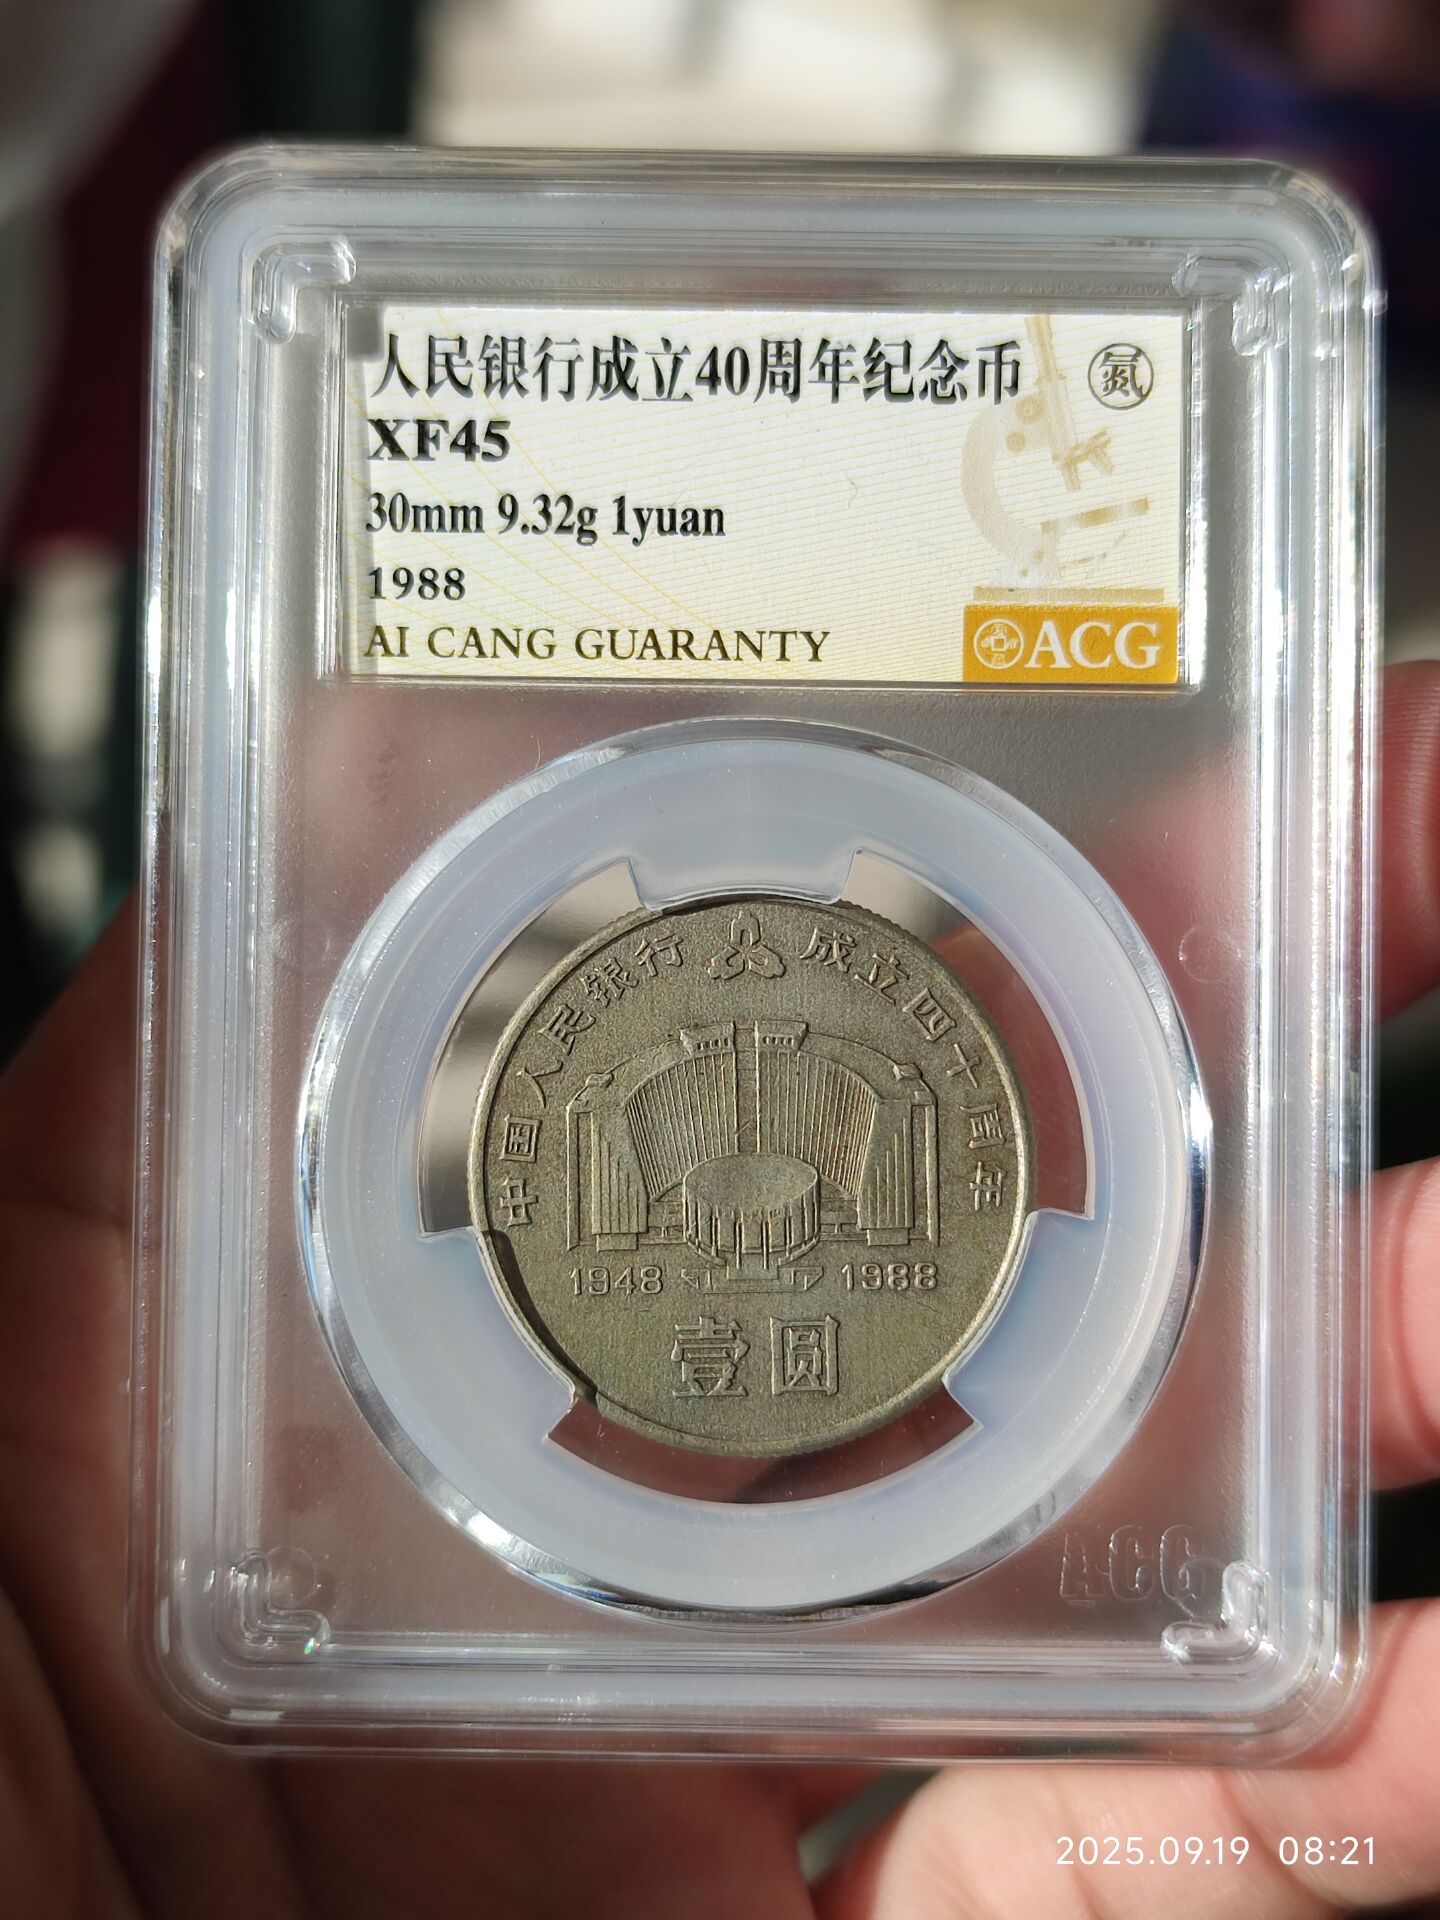 人民银行成立40周年纪念币
氮
XF45
30mm 9.32g 1yuan
1988
AI CANG GUARANTY
ACG
中国人民银行 成立四十周年
1948 1988
壹圆
ACG
2025.09.19 08:21